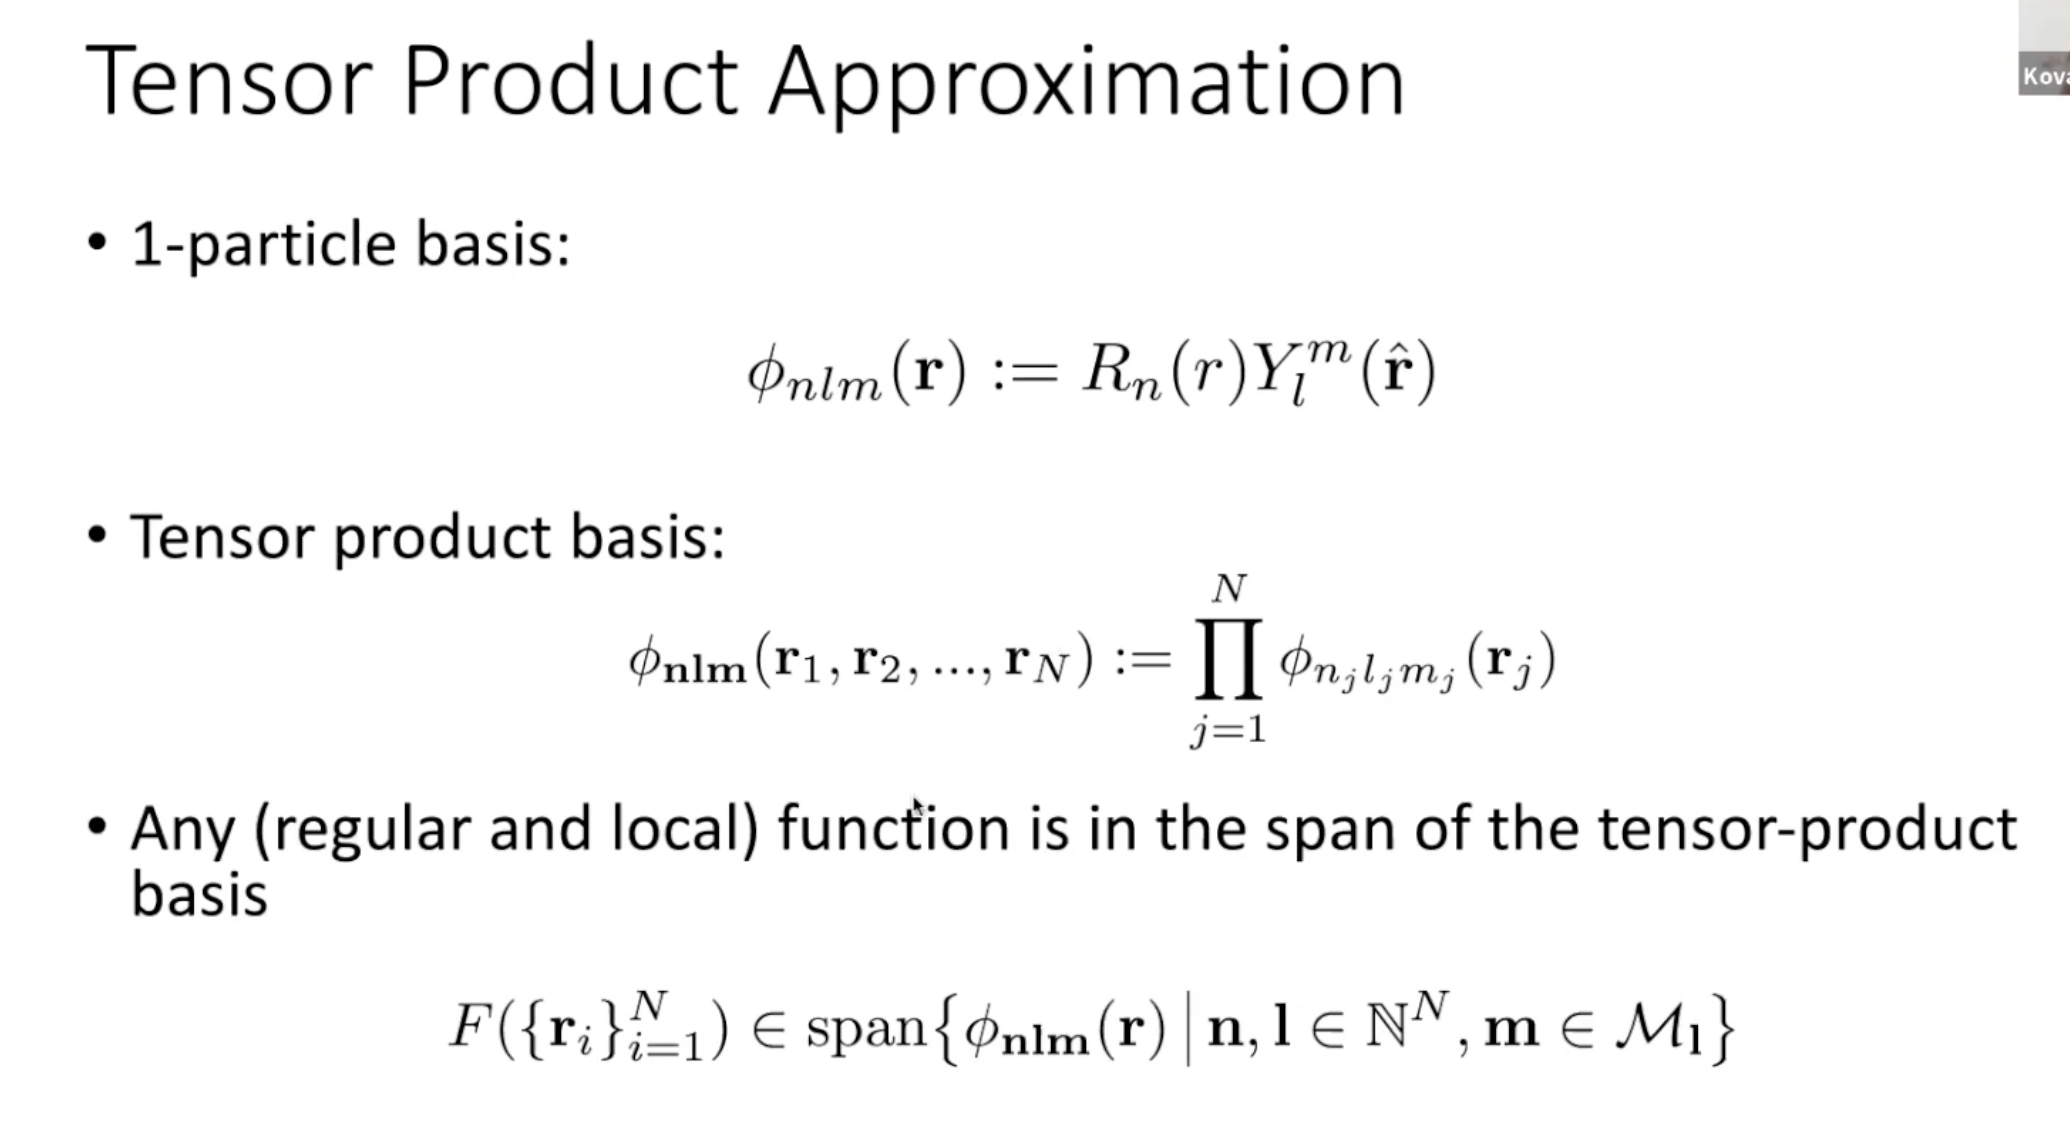 Tensor Product Approximation
Kova
• 1-particle basis:
$\phi_{nlm}(\mathbf{r}) := R_n(r)Y_l^m(\hat{\mathbf{r}})$
• Tensor product basis:
$\phi_{\mathbf{nlm}}(\mathbf{r}_1, \mathbf{r}_2, ..., \mathbf{r}_N) := \prod_{j=1}^{N} \phi_{n_j l_j m_j}(\mathbf{r}_j)$
• Any (regular and local) function is in the span of the tensor-product
basis
$F(\{\mathbf{r}_i\}_{i=1}^N) \in \mathrm{span}\{\phi_{\mathbf{nlm}}(\mathbf{r}) \,|\, \mathbf{n}, \mathbf{l} \in \mathbb{N}^N, \mathbf{m} \in \mathcal{M}_{\mathbf{l}}\}$